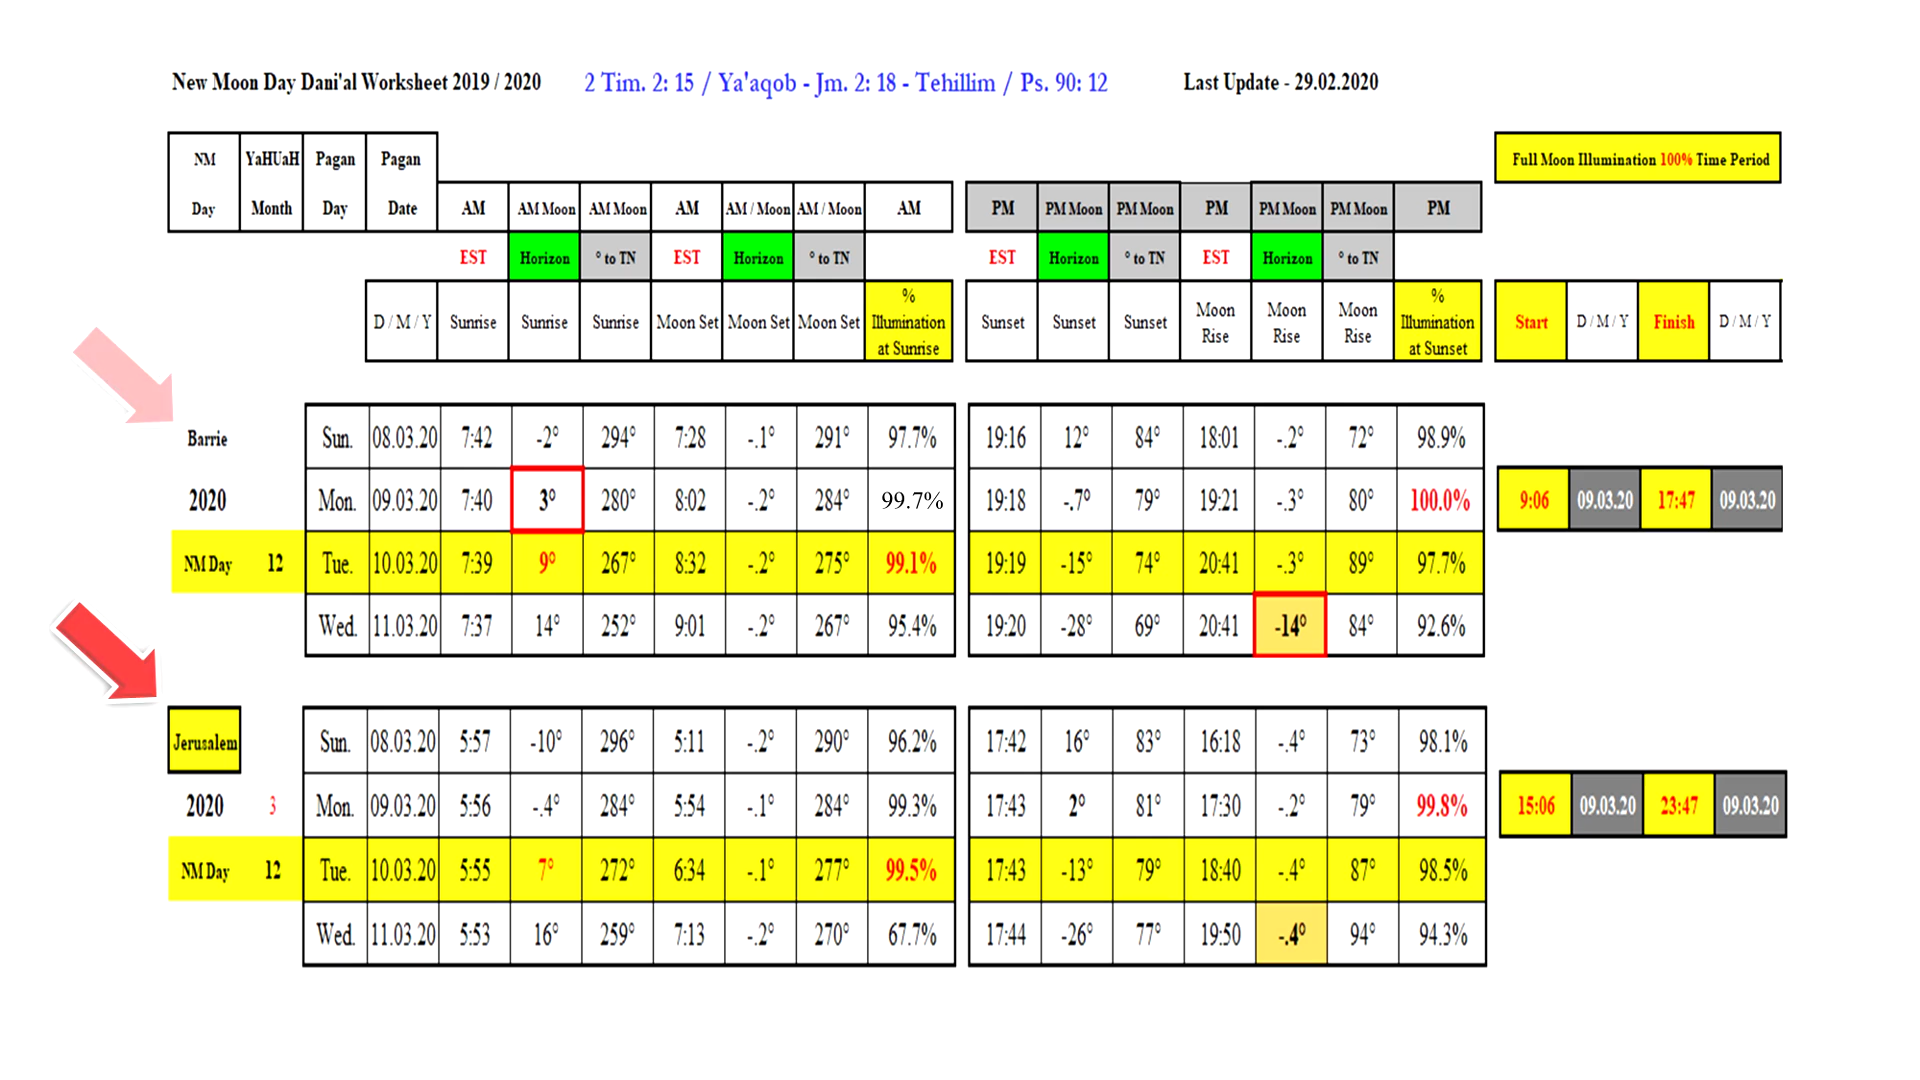 New Moon Day Dani'al Worksheet 2019 / 2020 2 Tim. 2: 15 / Ya'aqob - Jm. 2: 18 - Tehillim / Ps. 90: 12 Last Update - 29.02.2020
NM YaHUaH Pagan Pagan Full Moon Illumination 100% Time Period
Day Month Day Date AM AM Moon AM Moon AM AM / Moon AM / Moon AM PM PM Moon PM Moon PM PM Moon PM Moon PM
EST Horizon ° to TN EST Horizon ° to TN EST Horizon ° to TN EST Horizon ° to TN
D / M / Y Sunrise Sunrise Sunrise Moon Set Moon Set Moon Set % Illumination at Sunrise Sunset Sunset Sunset Moon Rise Moon Rise Moon Rise % Illumination at Sunset Start D / M / Y Finish D / M / Y
Barrie Sun. 08.03.20 7:42 -2° 294° 7:28 -.1° 291° 97.7% 19:16 12° 84° 18:01 -.2° 72° 98.9%
2020 Mon. 09.03.20 7:40 3° 280° 8:02 -.2° 284° 99.7% 19:18 -.7° 79° 19:21 -.3° 80° 100.0% 9:06 09.03.20 17:47 09.03.20
NM Day 12 Tue. 10.03.20 7:39 9° 267° 8:32 -.2° 275° 99.1% 19:19 -15° 74° 20:41 -.3° 89° 97.7%
Wed. 11.03.20 7:37 14° 252° 9:01 -.2° 267° 95.4% 19:20 -28° 69° 20:41 -14° 84° 92.6%
Jerusalem Sun. 08.03.20 5:57 -10° 296° 5:11 -.2° 290° 96.2% 17:42 16° 83° 16:18 -.4° 73° 98.1%
2020 3 Mon. 09.03.20 5:56 -.4° 284° 5:54 -.1° 284° 99.3% 17:43 2° 81° 17:30 -.2° 79° 99.8% 15:06 09.03.20 23:47 09.03.20
NM Day 12 Tue. 10.03.20 5:55 7° 272° 6:34 -.1° 277° 99.5% 17:43 -13° 79° 18:40 -.4° 87° 98.5%
Wed. 11.03.20 5:53 16° 259° 7:13 -.2° 270° 67.7% 17:44 -26° 77° 19:50 -.4° 94° 94.3%